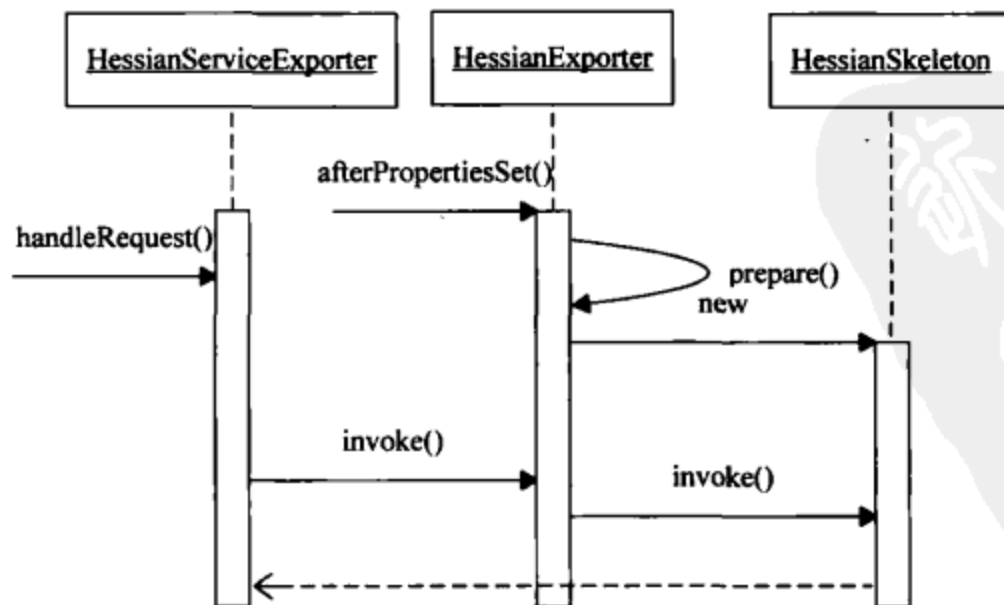 HessianServiceExporter
HessianExporter
HessianSkeleton
afterPropertiesSet()
handleRequest()
prepare()
new
invoke()
invoke()